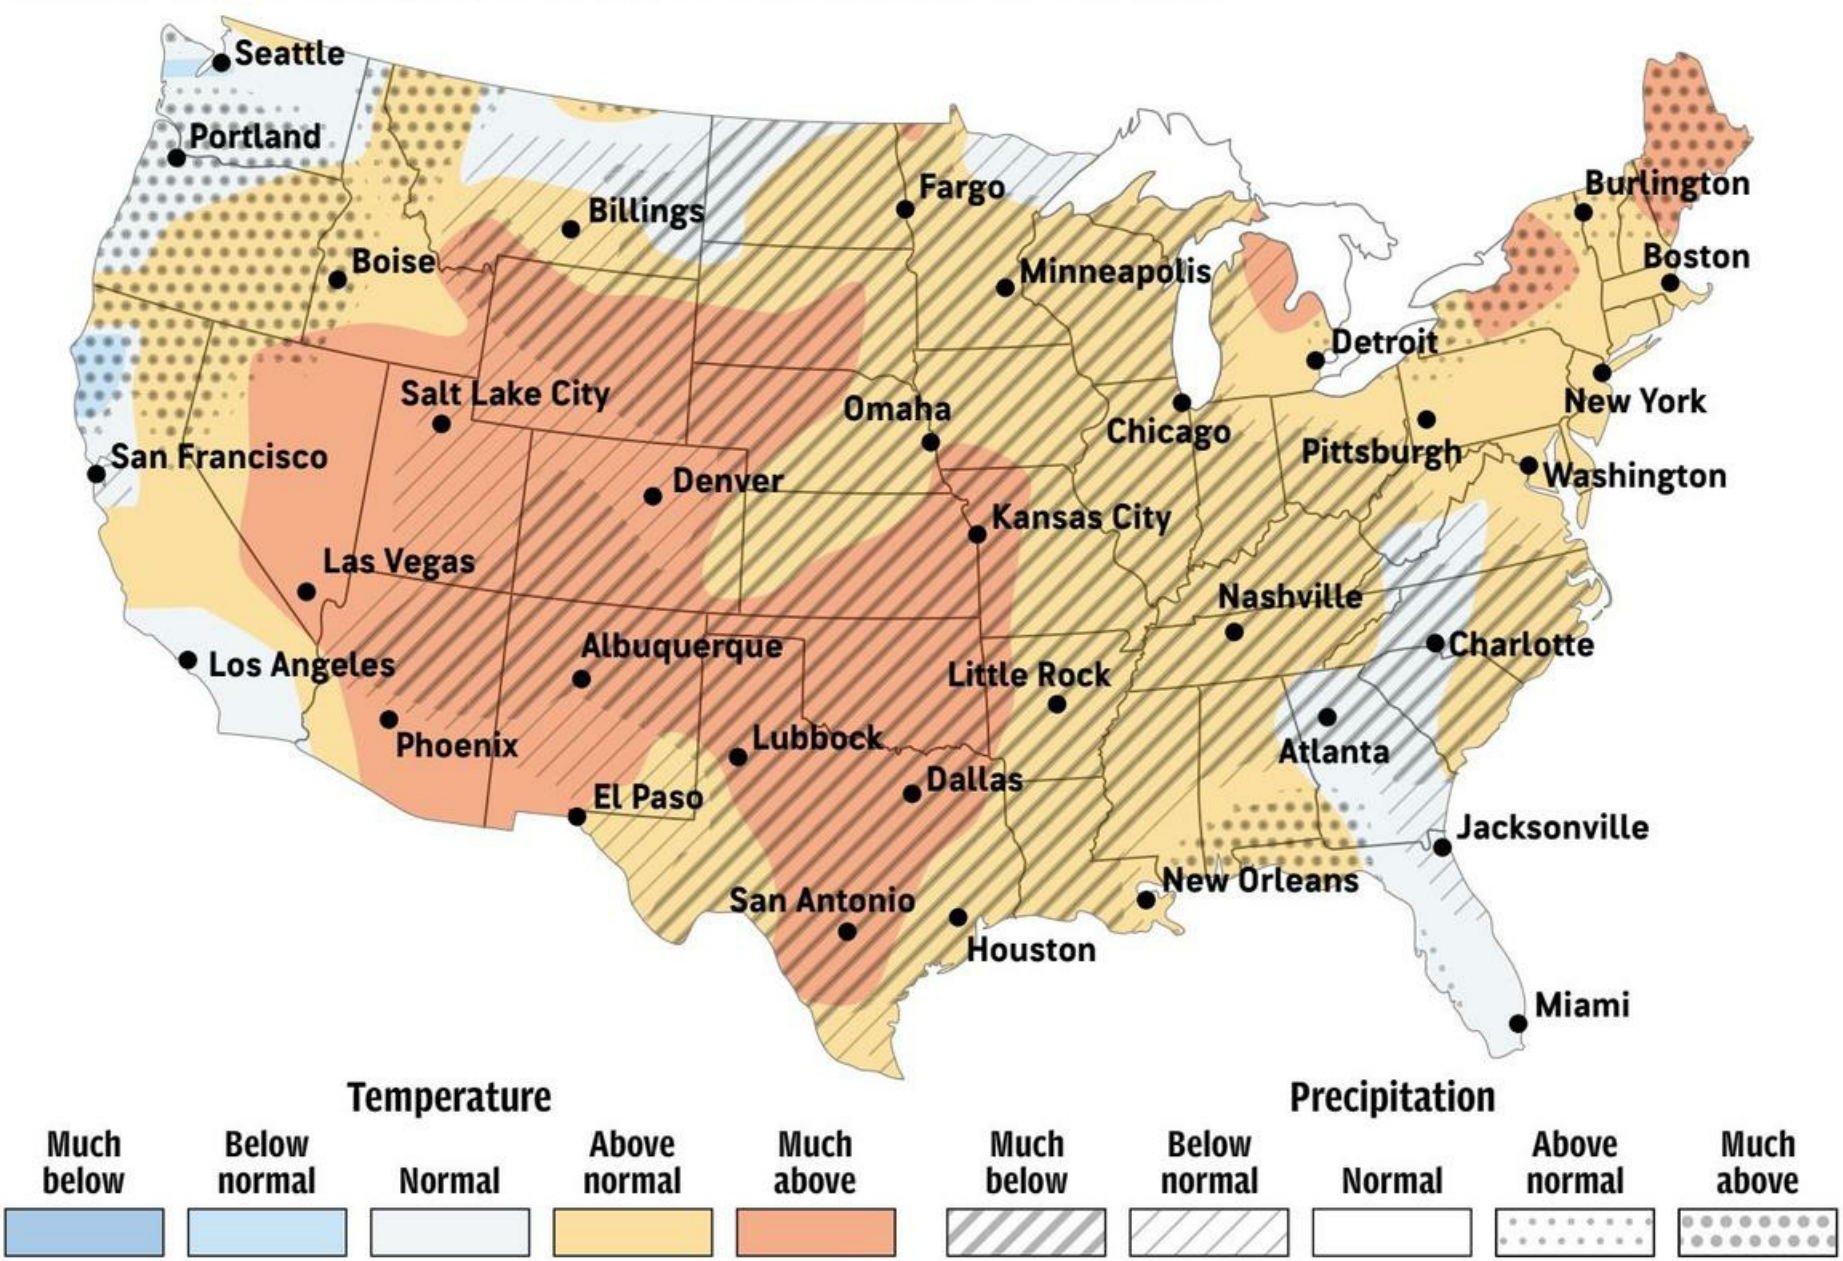 Seattle
Portland
Burlington
Fargo
Billings
Boston
Boise
Minneapolis
Detroit
Salt Lake City
Omaha
New York
Chicago
Pittsburgh
San Francisco
Washington
Denver
Kansas City
Las Vegas
Nashville
Albuquerque
Charlotte
Los Angeles
Little Rock
Phoenix
Lubbock
Atlanta
Dallas
El Paso
Jacksonville
New Orleans
San Antonio
Houston
Miami
Temperature
Much
below
Below
normal
Normal
Above
normal
Much
above
Precipitation
Much
below
Below
normal
Normal
Above
normal
Much
above